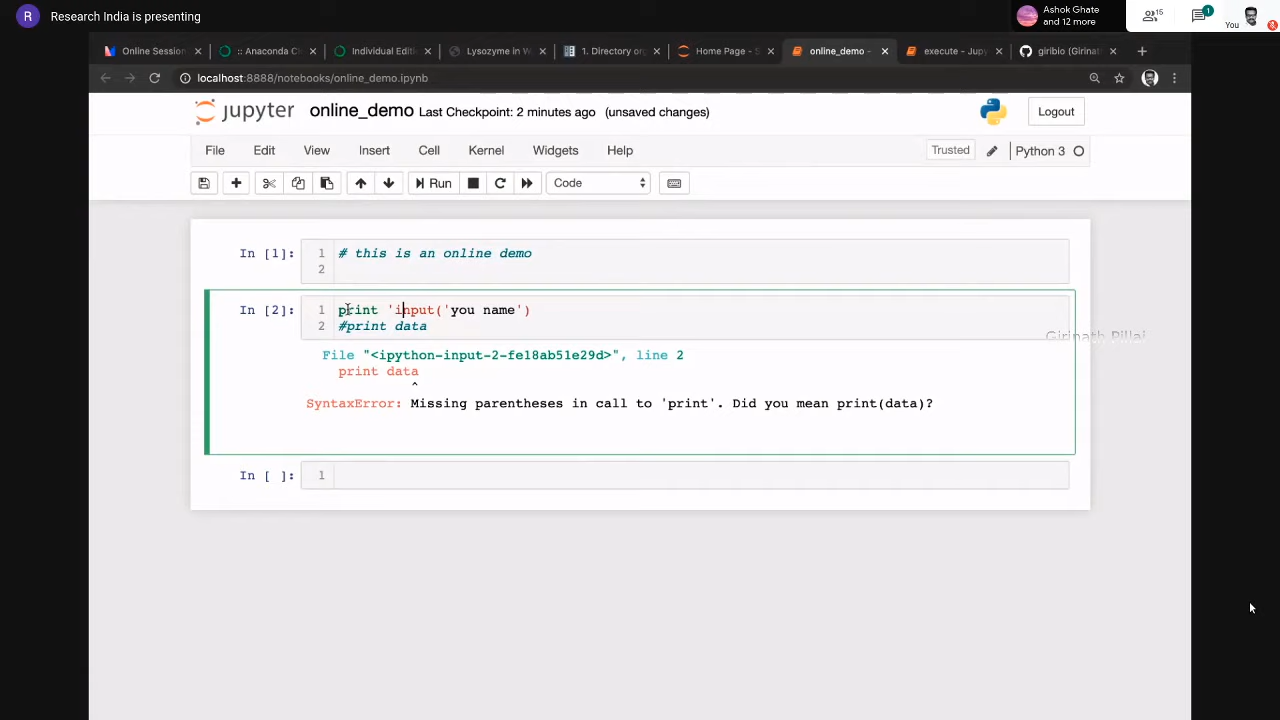 R Research India is presenting
Ashok Ghate
and 12 more
15
1
You
Online Session
:: Anaconda C
Individual Editi
Lysozyme in W
1. Directory or
Home Page - S
online_demo -
execute - Jupy
giribio (Girinat
localhost:8888/notebooks/online_demo.ipynb
jupyter online_demo Last Checkpoint: 2 minutes ago (unsaved changes)
Logout
File Edit View Insert Cell Kernel Widgets Help
Trusted
Python 3
Run
Code
In [1]: 1 # this is an online demo
2
In [2]: 1 print 'input('you name')
2 #print data
Girinath Pillai
File "<ipython-input-2-fe18ab51e29d>", line 2
print data
^
SyntaxError: Missing parentheses in call to 'print'. Did you mean print(data)?
In [ ]: 1